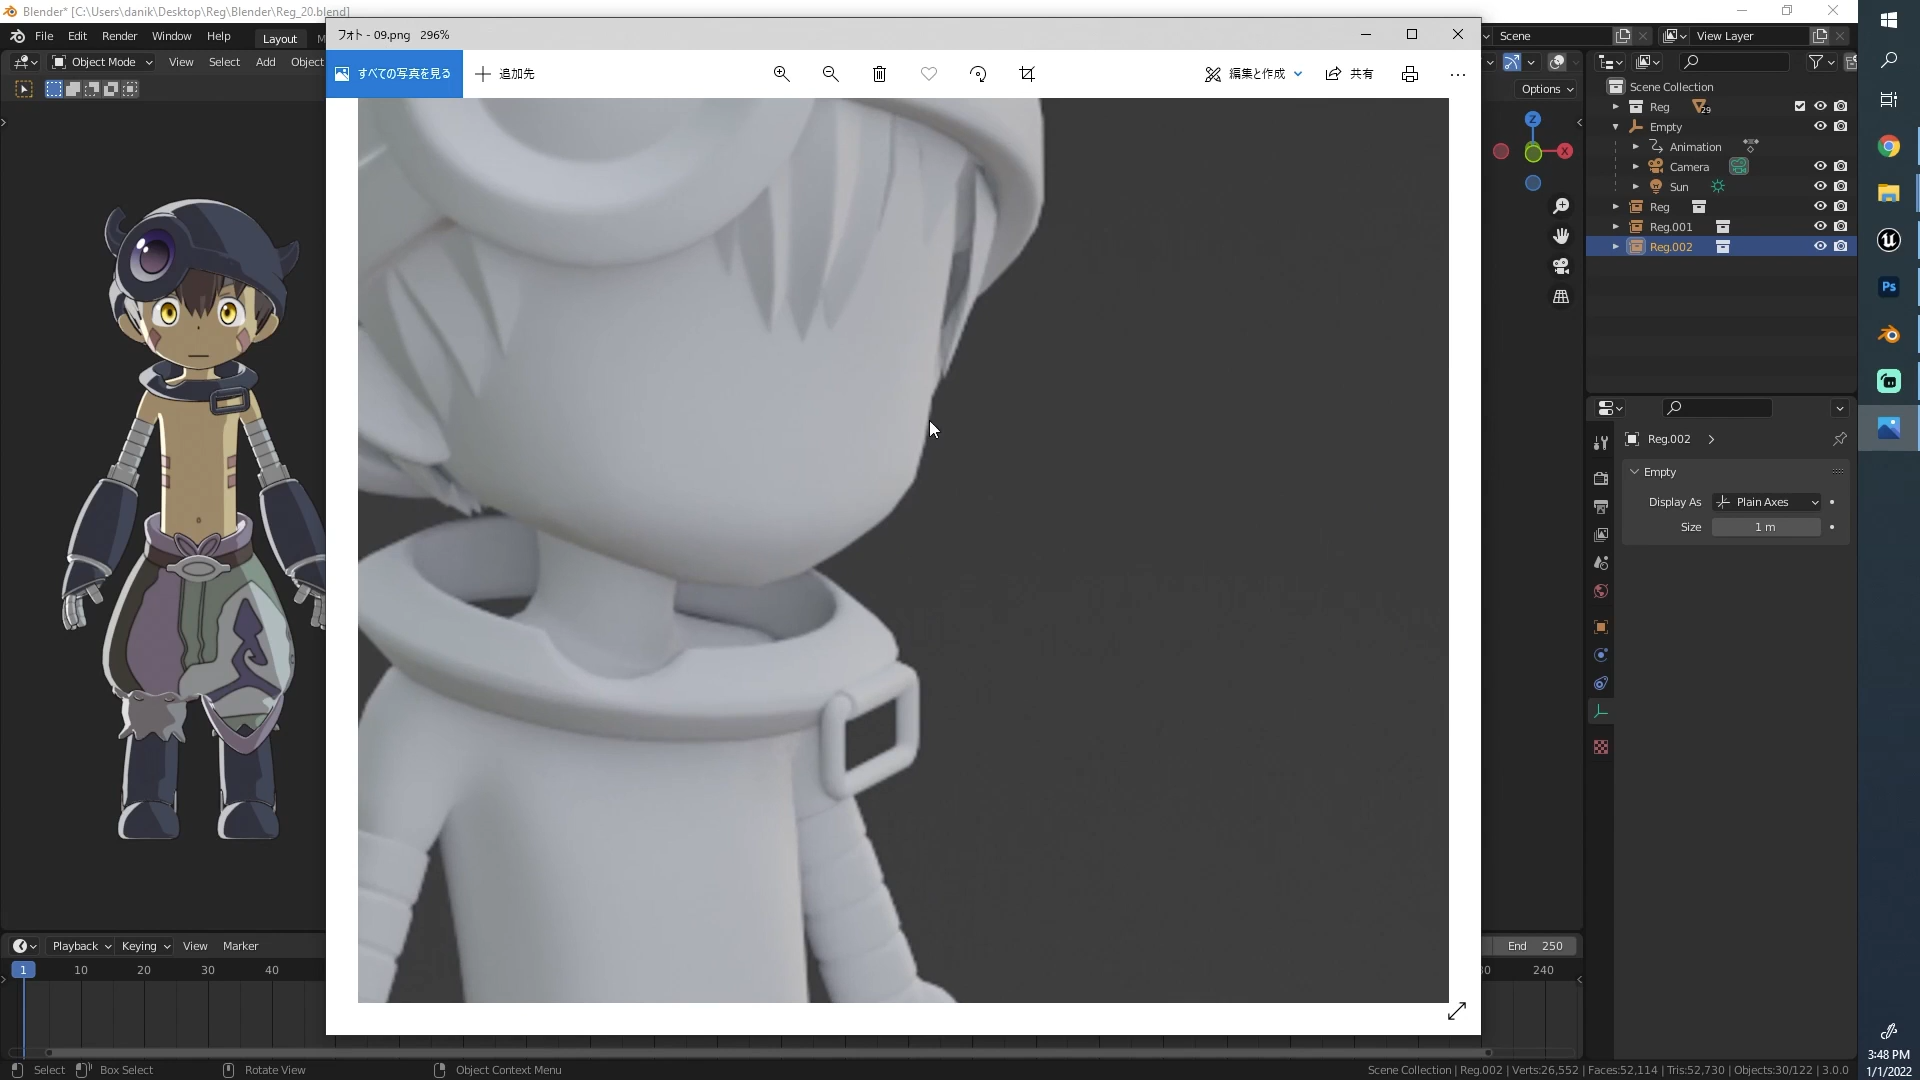 Blender* [C:\Users\danik\Desktop\Reg\Blender\Reg_20.blend]
File Edit Render Window Help Layout
フォト - 09.png 296%
Scene View Layer
Object Mode View Select Add Object
すべての写真を見る 追加先 編集と作成 共有
Options
Z
X
Scene Collection
Reg 29
Empty
Animation
Camera
Sun
Reg
Reg.001
Reg.002
Reg.002
Empty
Display As Plain Axes
Size 1 m
Playback Keying View Marker End 250
1 10 20 30 40 240
Select Box Select Rotate View Object Context Menu
Scene Collection | Reg.002 | Verts:26,552 | Faces:52,114 | Tris:52,730 | Objects:30/122 | 3.0.0
Ps
3:48 PM
1/1/2022